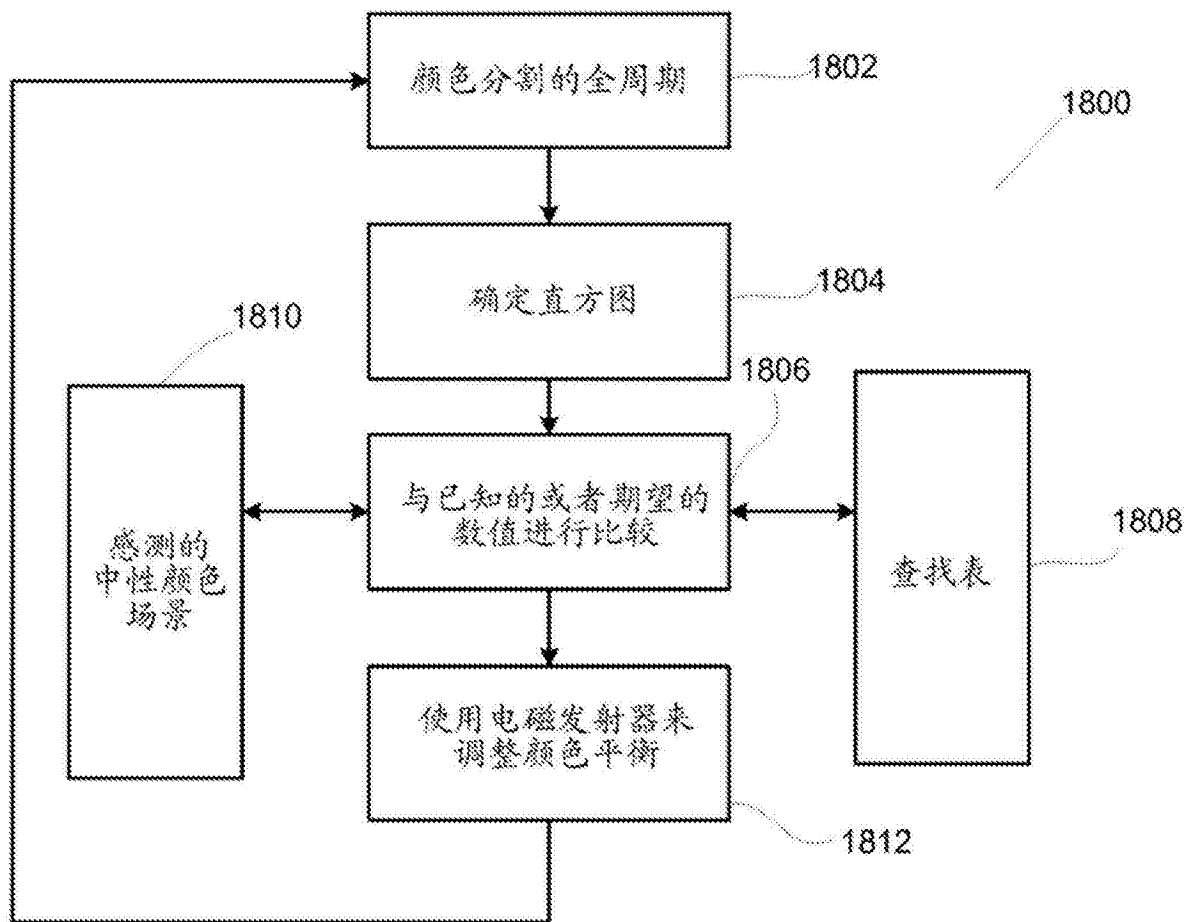 颜色分割的全周期
1802
1800
确定直方图
1804
1810
1806
与已知的或者期望的
数值进行比较
感测的
中性颜色
场景
查找表
1808
使用电磁发射器来
调整颜色平衡
1812